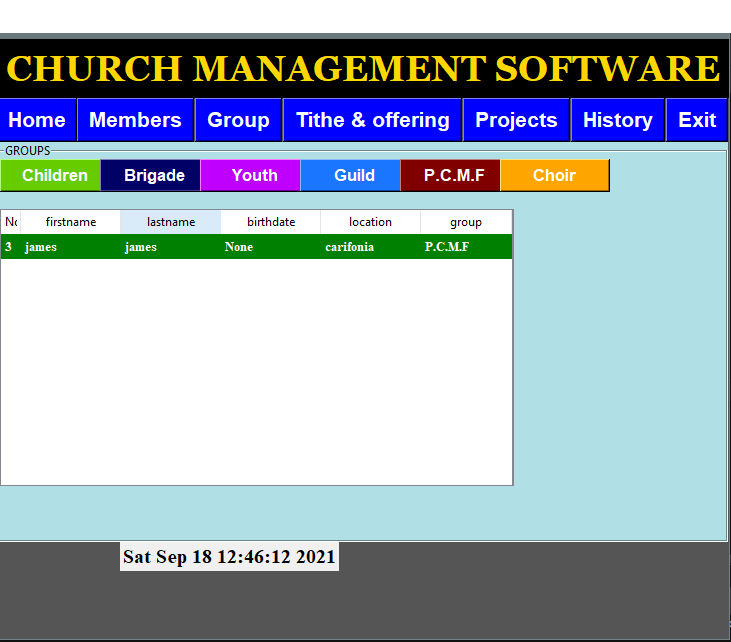 CHURCH MANAGEMENT SOFTWARE
Home Members Group Tithe & offering Projects History Exit
GROUPS
Children Brigade Youth Guild P.C.M.F Choir
firstname lastname birthdate location group
3 james james None carifonia P.C.M.F
Sat Sep 18 12:46:12 2021